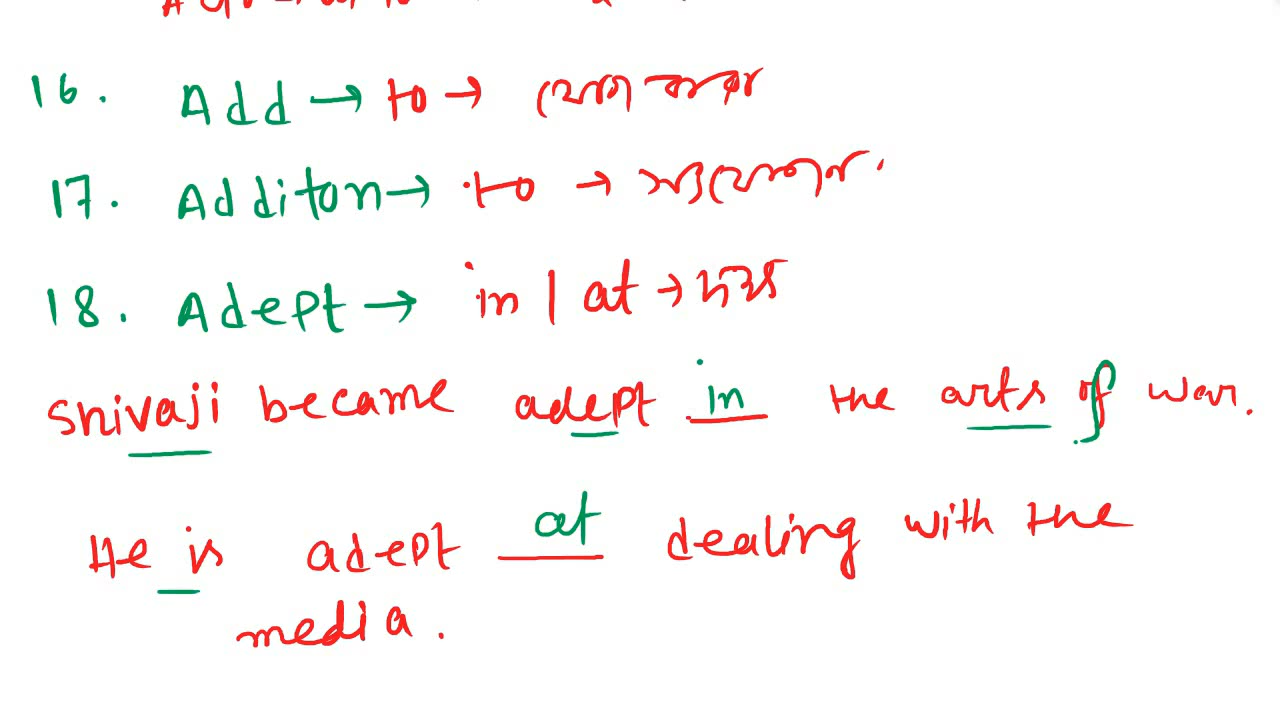 16. Add → to → যোগ করা
17. Additon → to → সংযোজন.
18. Adept → in | at → দক্ষ
Shivaji became adept in the arts of war.
He is adept at dealing with the
media.